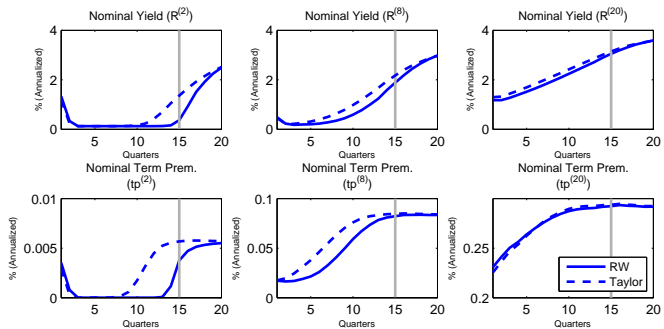 Nominal Yield (R^(2))
Nominal Yield (R^(8))
Nominal Yield (R^(20))
% (Annualized)
4
2
0
5 10 15 20
Quarters
% (Annualized)
4
2
0
5 10 15 20
Quarters
% (Annualized)
4
2
0
5 10 15 20
Quarters
Nominal Term Prem.
(tp^(2))
Nominal Term Prem.
(tp^(8))
Nominal Term Prem.
(tp^(20))
% (Annualized)
0.01
0.005
0
5 10 15 20
Quarters
% (Annualized)
0.1
0.05
0
5 10 15 20
Quarters
% (Annualized)
0.25
0.2
RW
Taylor
5 10 15 20
Quarters